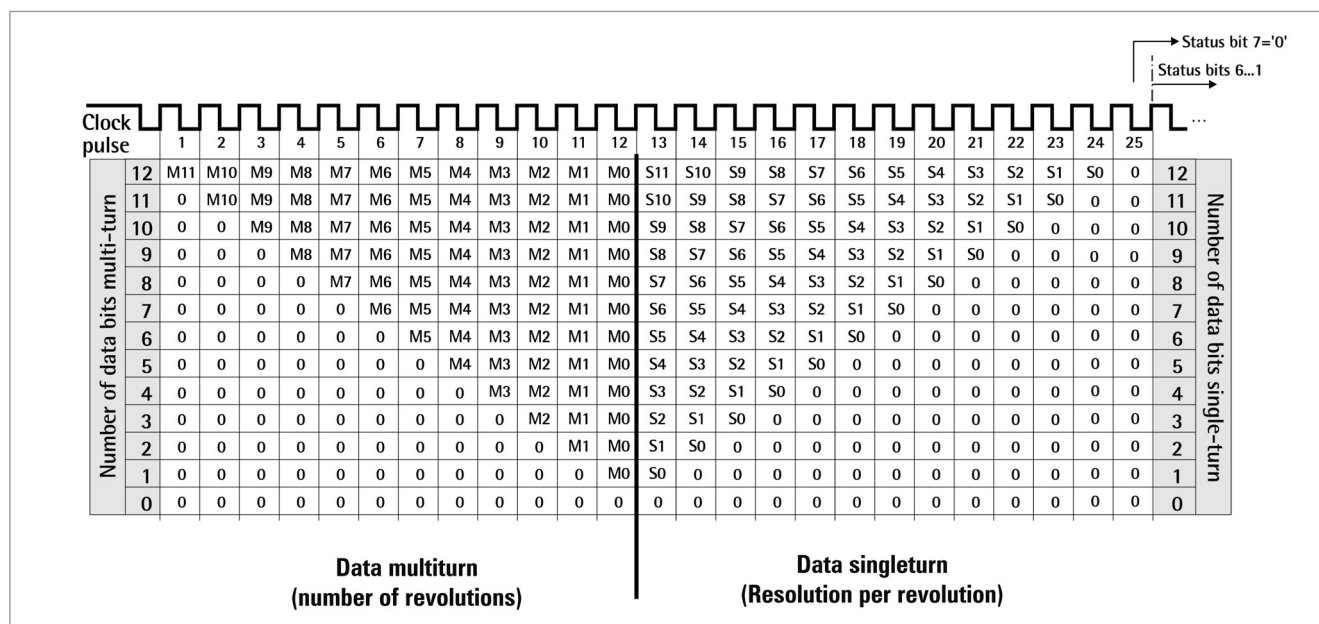 Status bit 7='0'
Status bits 6...1
...
Clock
pulse
1 2 3 4 5 6 7 8 9 10 11 12 13 14 15 16 17 18 19 20 21 22 23 24 25
12 M11 M10 M9 M8 M7 M6 M5 M4 M3 M2 M1 M0 S11 S10 S9 S8 S7 S6 S5 S4 S3 S2 S1 S0 0 12
11 0 M10 M9 M8 M7 M6 M5 M4 M3 M2 M1 M0 S10 S9 S8 S7 S6 S5 S4 S3 S2 S1 S0 0 0 11
10 0 0 M9 M8 M7 M6 M5 M4 M3 M2 M1 M0 S9 S8 S7 S6 S5 S4 S3 S2 S1 S0 0 0 0 10
9 0 0 0 M8 M7 M6 M5 M4 M3 M2 M1 M0 S8 S7 S6 S5 S4 S3 S2 S1 S0 0 0 0 0 9
8 0 0 0 0 M7 M6 M5 M4 M3 M2 M1 M0 S7 S6 S5 S4 S3 S2 S1 S0 0 0 0 0 0 8
7 0 0 0 0 0 M6 M5 M4 M3 M2 M1 M0 S6 S5 S4 S3 S2 S1 S0 0 0 0 0 0 0 7
6 0 0 0 0 0 0 M5 M4 M3 M2 M1 M0 S5 S4 S3 S2 S1 S0 0 0 0 0 0 0 0 6
5 0 0 0 0 0 0 0 M4 M3 M2 M1 M0 S4 S3 S2 S1 S0 0 0 0 0 0 0 0 0 5
4 0 0 0 0 0 0 0 0 M3 M2 M1 M0 S3 S2 S1 S0 0 0 0 0 0 0 0 0 0 4
3 0 0 0 0 0 0 0 0 0 M2 M1 M0 S2 S1 S0 0 0 0 0 0 0 0 0 0 0 3
2 0 0 0 0 0 0 0 0 0 0 M1 M0 S1 S0 0 0 0 0 0 0 0 0 0 0 0 2
1 0 0 0 0 0 0 0 0 0 0 0 M0 S0 0 0 0 0 0 0 0 0 0 0 0 0 1
0 0 0 0 0 0 0 0 0 0 0 0 0 0 0 0 0 0 0 0 0 0 0 0 0 0 0
Number of data bits multi-turn
Number of data bits single-turn
Data multiturn
(number of revolutions)
Data singleturn
(Resolution per revolution)